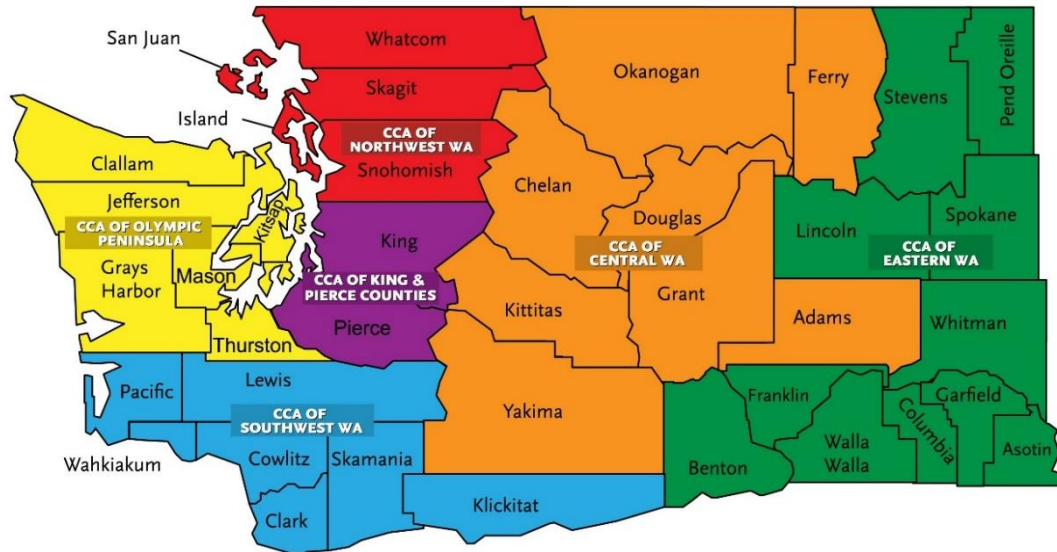 San Juan
Whatcom
Skagit
Island
CCA OF
NORTHWEST WA
Snohomish
Okanogan
Ferry
Stevens
Pend Oreille
Clallam
Jefferson
Kitsap
CCA OF OLYMPIC
PENINSULA
Grays
Harbor
Mason
Thurston
King
CCA OF KING &
PIERCE COUNTIES
Pierce
Chelan
Douglas
CCA OF
CENTRAL WA
Kittitas
Grant
Adams
Yakima
Lincoln
Spokane
CCA OF
EASTERN WA
Whitman
Pacific
Lewis
CCA OF
SOUTHWEST WA
Wahkiakum
Cowlitz
Skamania
Clark
Klickitat
Benton
Franklin
Walla
Walla
Columbia
Garfield
Asotin